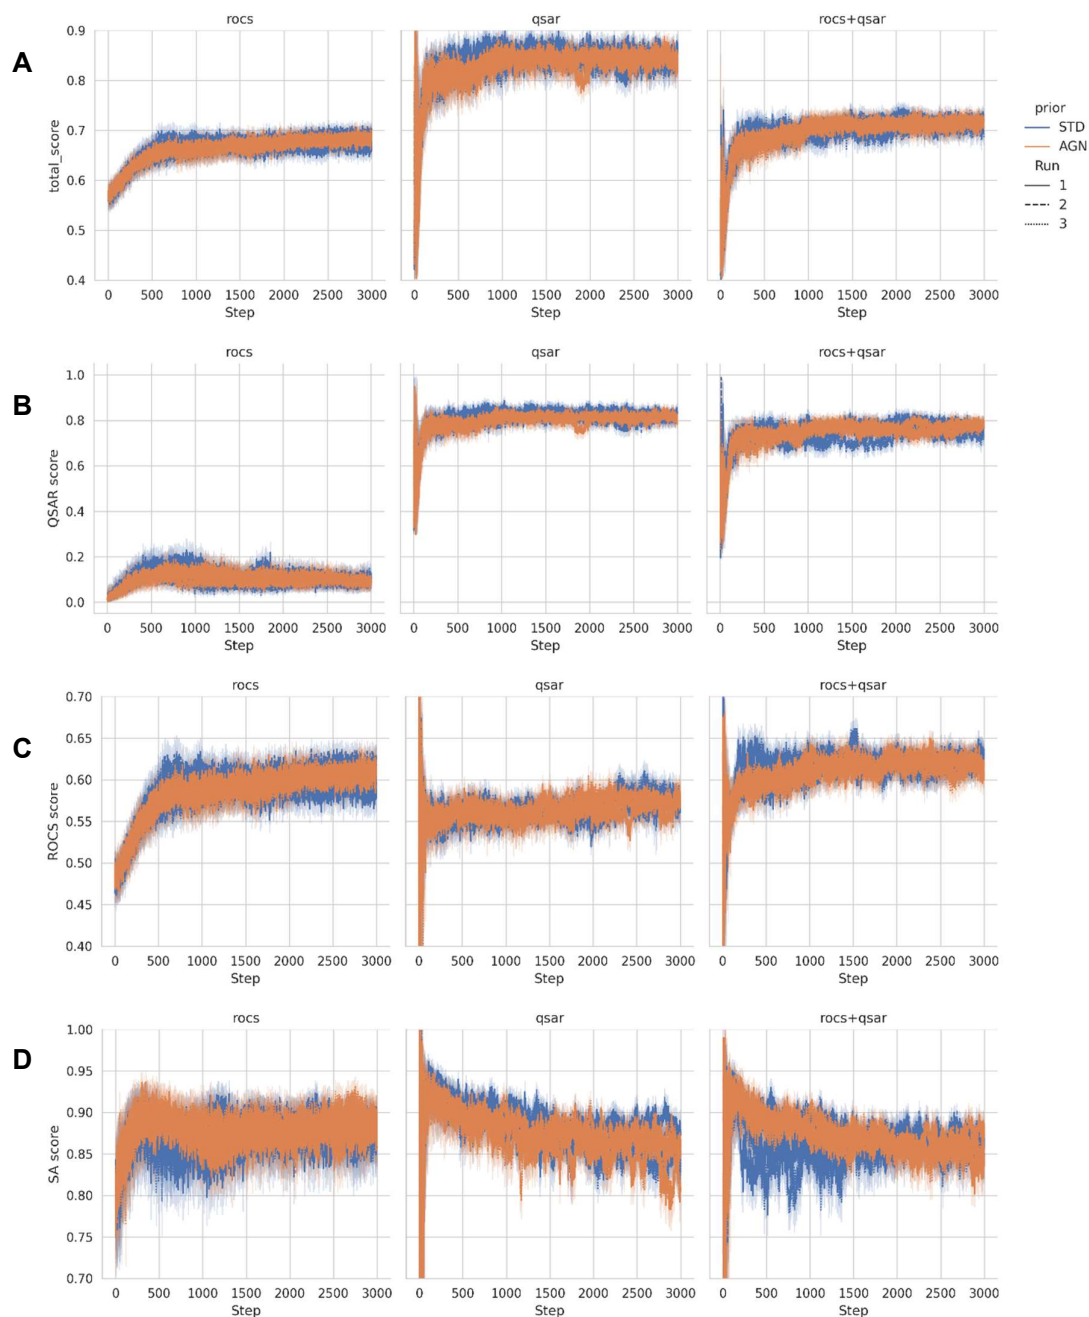 rocs qsar rocs+qsar
A
total_score
0.9
0.8
0.7
0.6
0.5
0.4
0 500 1000 1500 2000 2500 3000
0 500 1000 1500 2000 2500 3000
0 500 1000 1500 2000 2500 3000
Step Step Step
prior
STD
AGN
Run
1
2
3
rocs qsar rocs+qsar
B
QSAR score
1.0
0.8
0.6
0.4
0.2
0.0
0 500 1000 1500 2000 2500 3000
0 500 1000 1500 2000 2500 3000
0 500 1000 1500 2000 2500 3000
Step Step Step
rocs qsar rocs+qsar
C
ROCS score
0.70
0.65
0.60
0.55
0.50
0.45
0.40
0 500 1000 1500 2000 2500 3000
0 500 1000 1500 2000 2500 3000
0 500 1000 1500 2000 2500 3000
Step Step Step
rocs qsar rocs+qsar
D
SA score
1.00
0.95
0.90
0.85
0.80
0.75
0.70
0 500 1000 1500 2000 2500 3000
0 500 1000 1500 2000 2500 3000
0 500 1000 1500 2000 2500 3000
Step Step Step